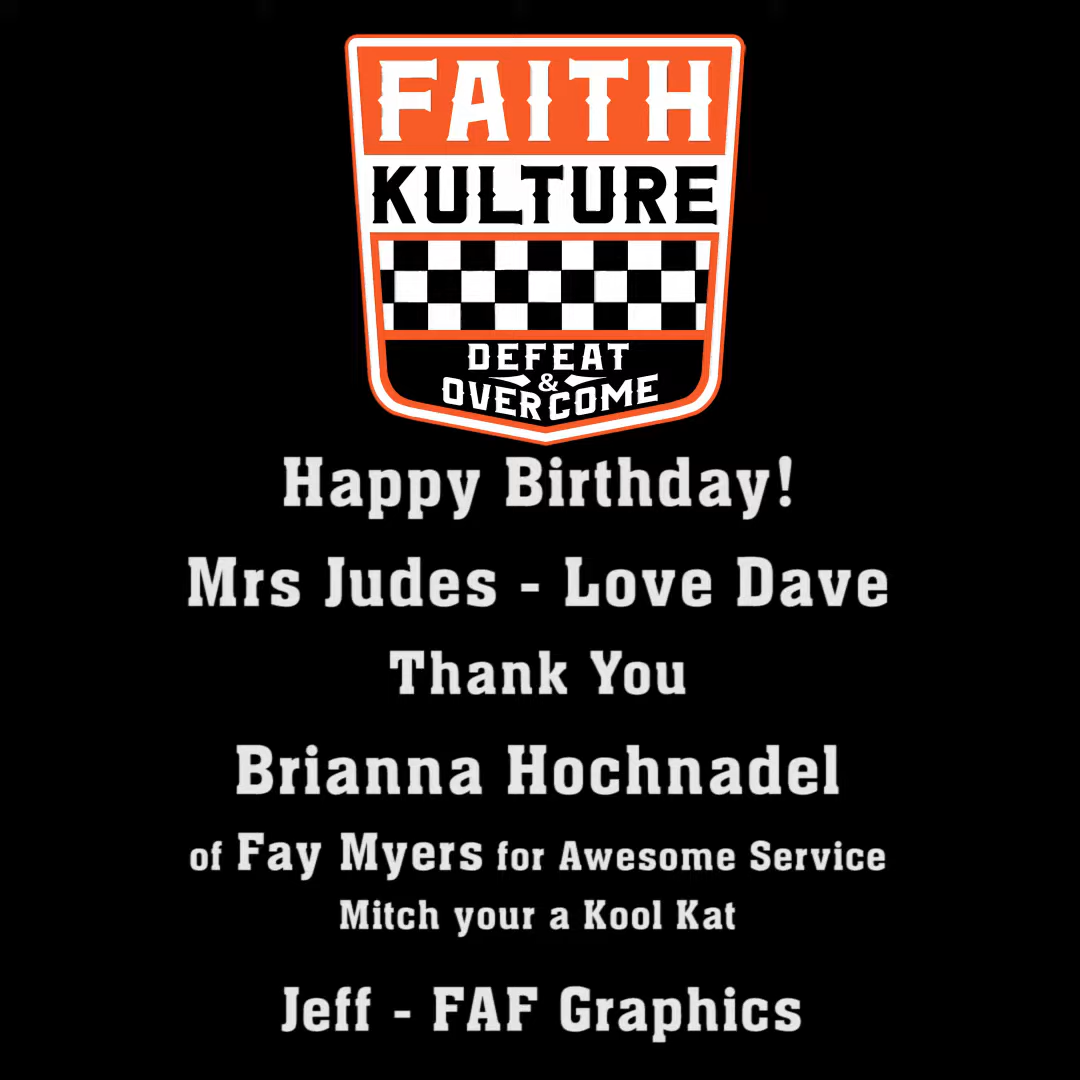 FAITH
KULTURE
DEFEAT
&
OVERCOME
Happy Birthday!
Mrs Judes - Love Dave
Thank You
Brianna Hochnadel
of Fay Myers for Awesome Service
Mitch your a Kool Kat
Jeff - FAF Graphics